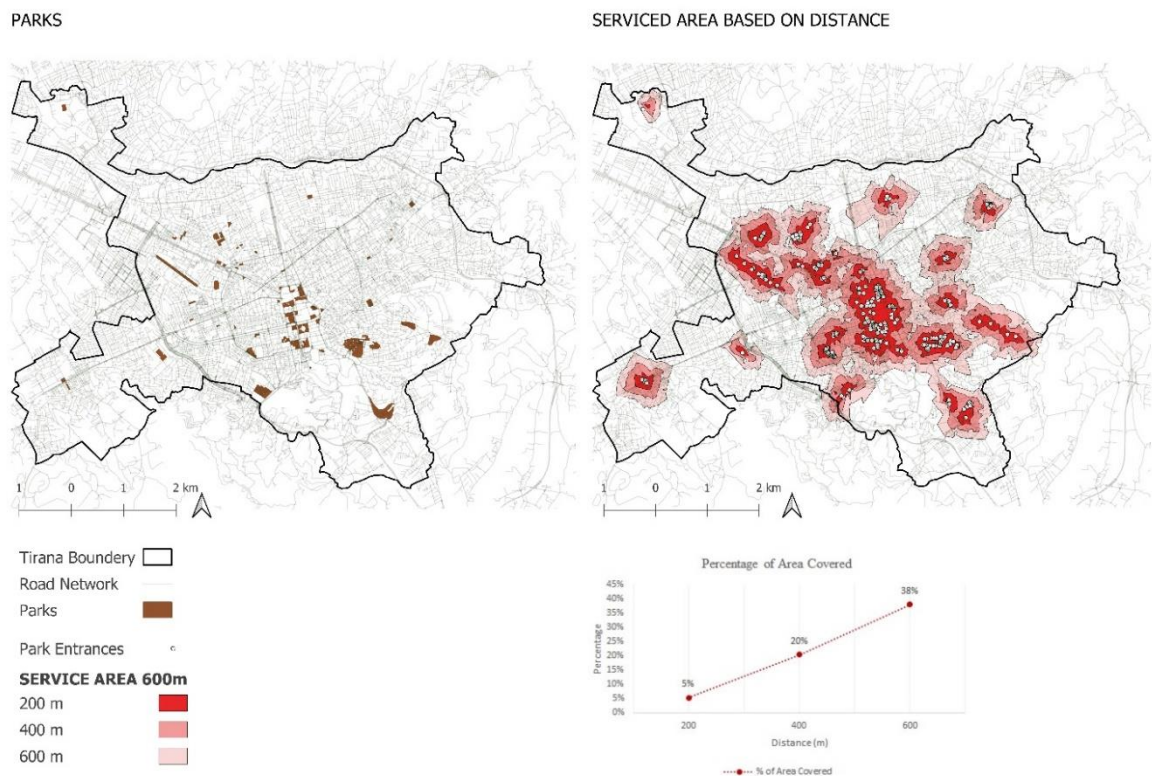 PARKS
SERVICED AREA BASED ON DISTANCE
1 0 1 2 km
1 0 1 2 km
Tirana Boundery
Road Network
Parks
Park Entrances
SERVICE AREA 600m
200 m
400 m
600 m
Percentage of Area Covered
45%
40%
35%
30%
25%
20%
15%
10%
5%
0%
Percentage
5%
20%
38%
200 400 600
Distance (m)
% of Area Covered